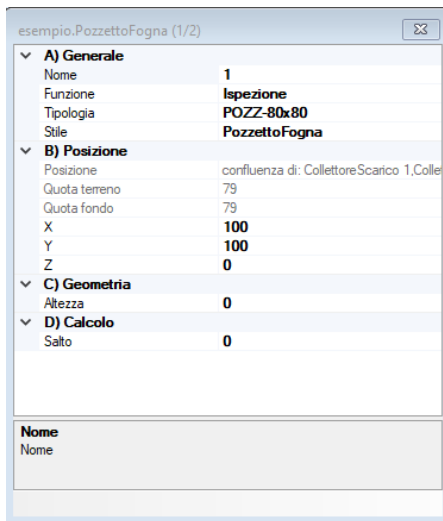 esempio.PozzettoFogna (1/2)
A) Generale
Nome 1
Funzione Ispezione
Tipologia POZZ-80x80
Stile PozzettoFogna
B) Posizione
Posizione confluenza di: CollettoreScarico 1,Collet
Quota terreno 79
Quota fondo 79
X 100
Y 100
Z 0
C) Geometria
Altezza 0
D) Calcolo
Salto 0
Nome
Nome